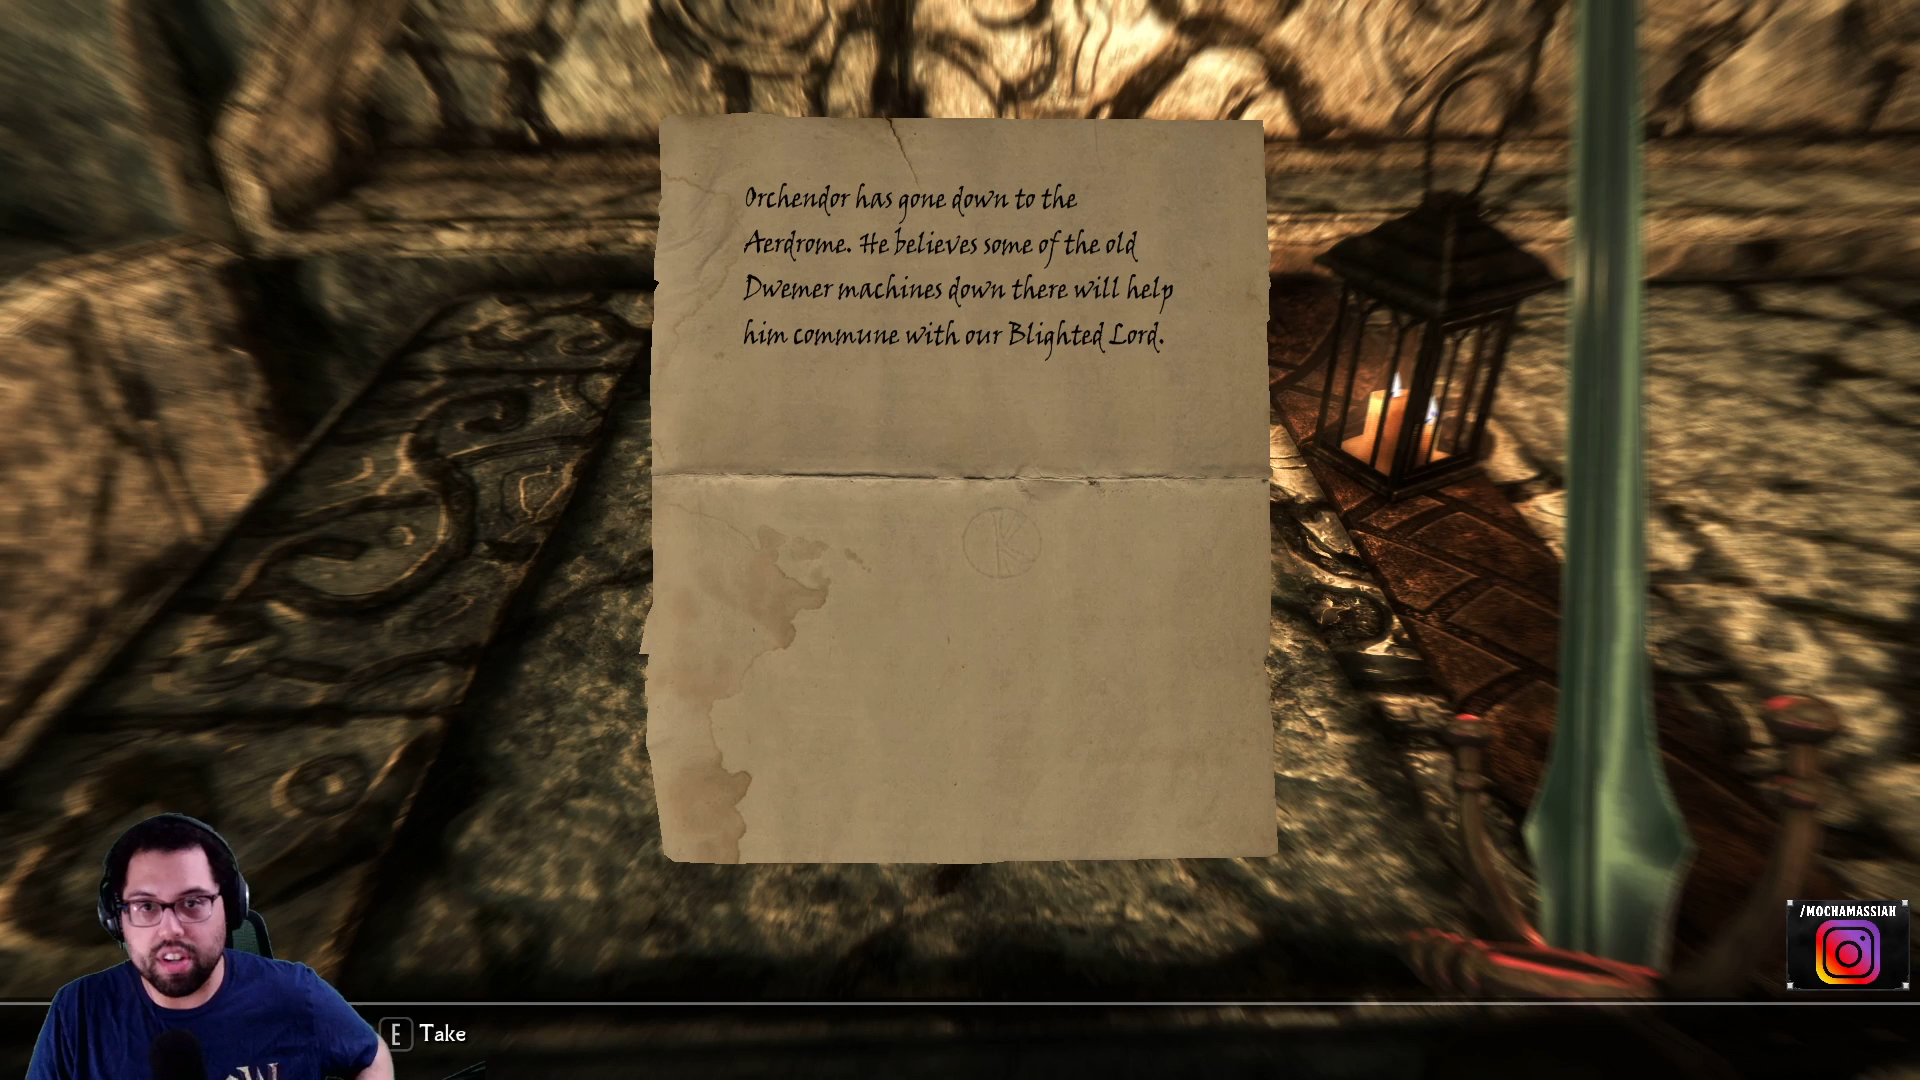 Orchendor has gone down to the
Aerdrome. He believes some of the old
Dwemer machines down there will help
him commune with our Blighted Lord.
K
/MOCHAMASSIAH
E Take